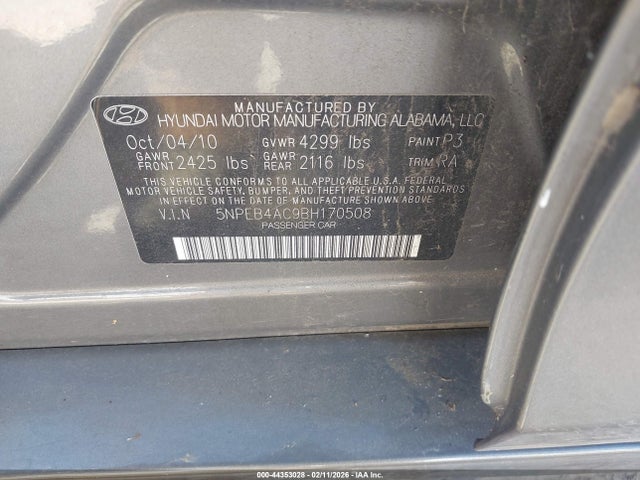 MANUFACTURED BY
HYUNDAI MOTOR MANUFACTURING ALABAMA, LLC
Oct/04/10 GVWR 4299 lbs PAINT P3
GAWR FRONT 2425 lbs GAWR REAR 2116 lbs TRIM RA
THIS VEHICLE CONFORMS TO ALL APPLICABLE U.S. FEDERAL
MOTOR VEHICLE SAFETY, BUMPER, AND THEFT PREVENTION STANDARDS
IN EFFECT ON THE DATE OF MANUFACTURE SHOWN ABOVE.
V.I.N 5NPEB4AC9BH170508
PASSENGER CAR
000-44353028 - 02/11/2026 - IAA Inc.